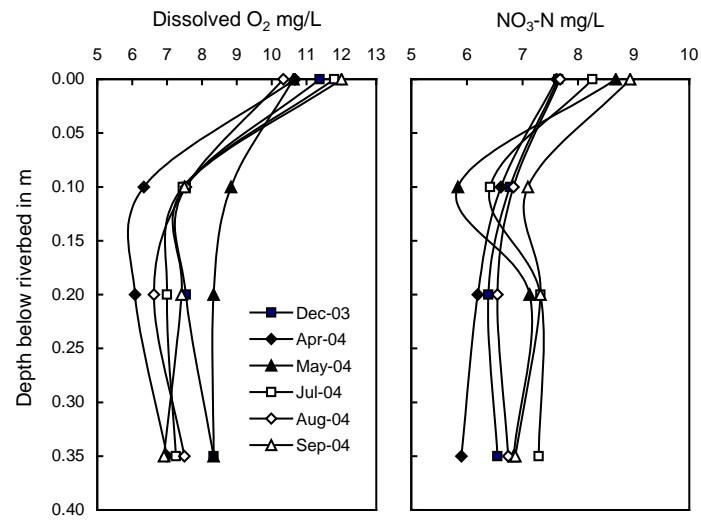 Dissolved O₂ mg/L
NO₃-N mg/L
5 6 7 8 9 10 11 12 13
5 6 7 8 9 10
Depth below riverbed in m
0.00
0.05
0.10
0.15
0.20
0.25
0.30
0.35
0.40
Dec-03
Apr-04
May-04
Jul-04
Aug-04
Sep-04